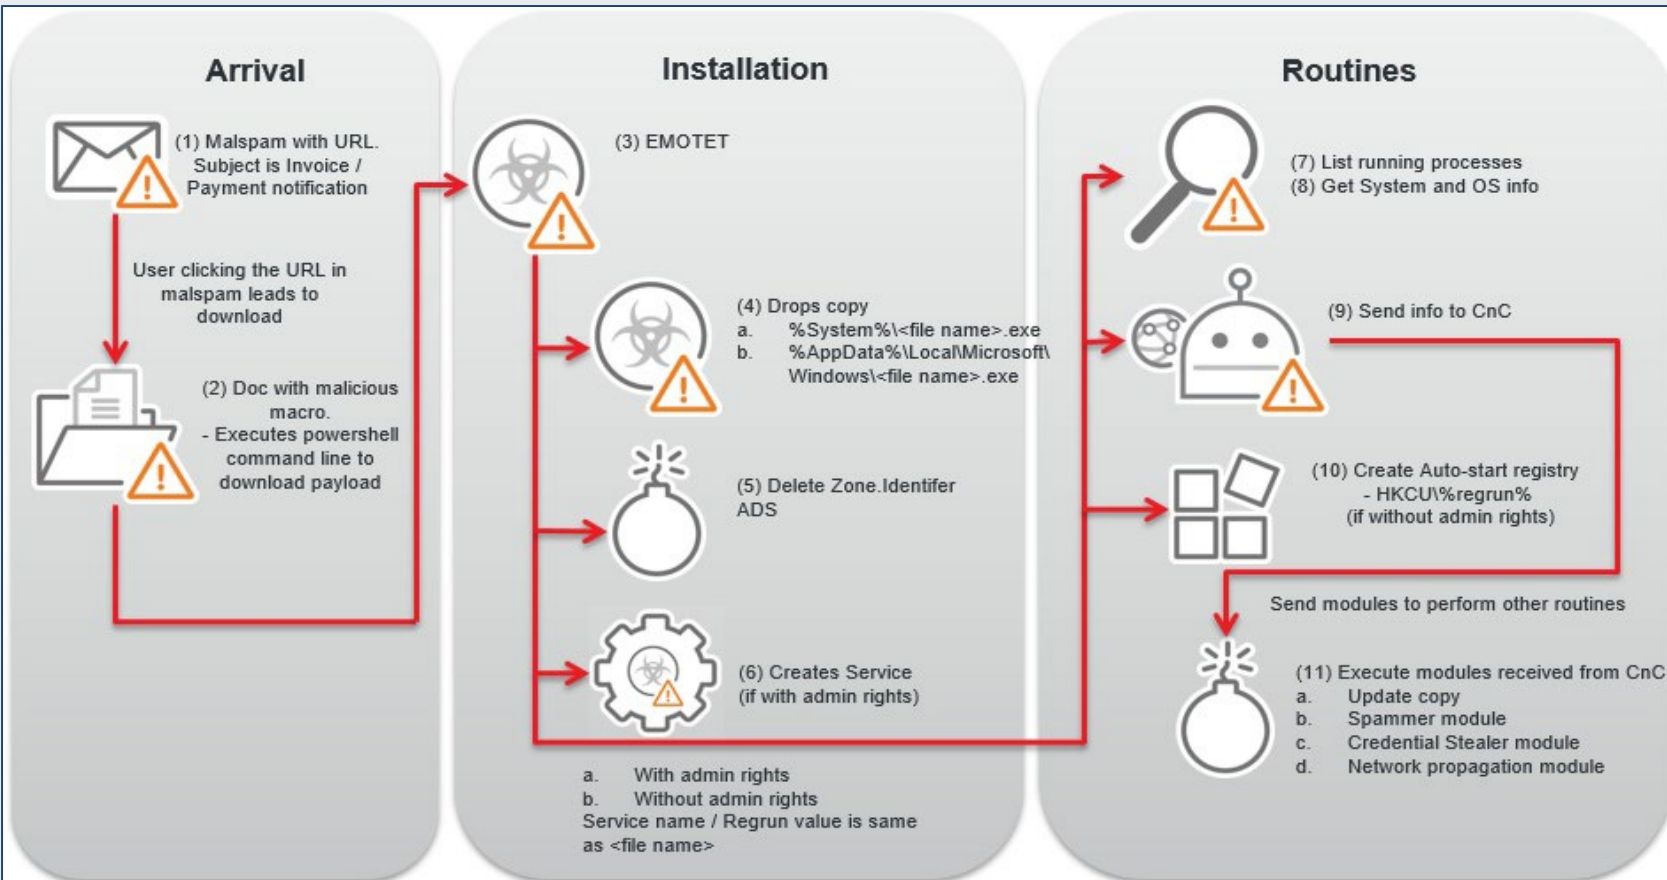 Arrival
(1) Malspam with URL.
Subject is Invoice /
Payment notification
User clicking the URL in
malspam leads to
download
(2) Doc with malicious
macro.
- Executes powershell
command line to
download payload
Installation
(3) EMOTET
(4) Drops copy
a. %System%\<file name>.exe
b. %AppData%\Local\Microsoft\
Windows\<file name>.exe
(5) Delete Zone.Identifer
ADS
(6) Creates Service
(if with admin rights)
a. With admin rights
b. Without admin rights
Service name / Regrun value is same
as <file name>
Routines
(7) List running processes
(8) Get System and OS info
(9) Send info to CnC
(10) Create Auto-start registry
- HKCU\%regrun%
(if without admin rights)
Send modules to perform other routines
(11) Execute modules received from CnC
a. Update copy
b. Spammer module
c. Credential Stealer module
d. Network propagation module